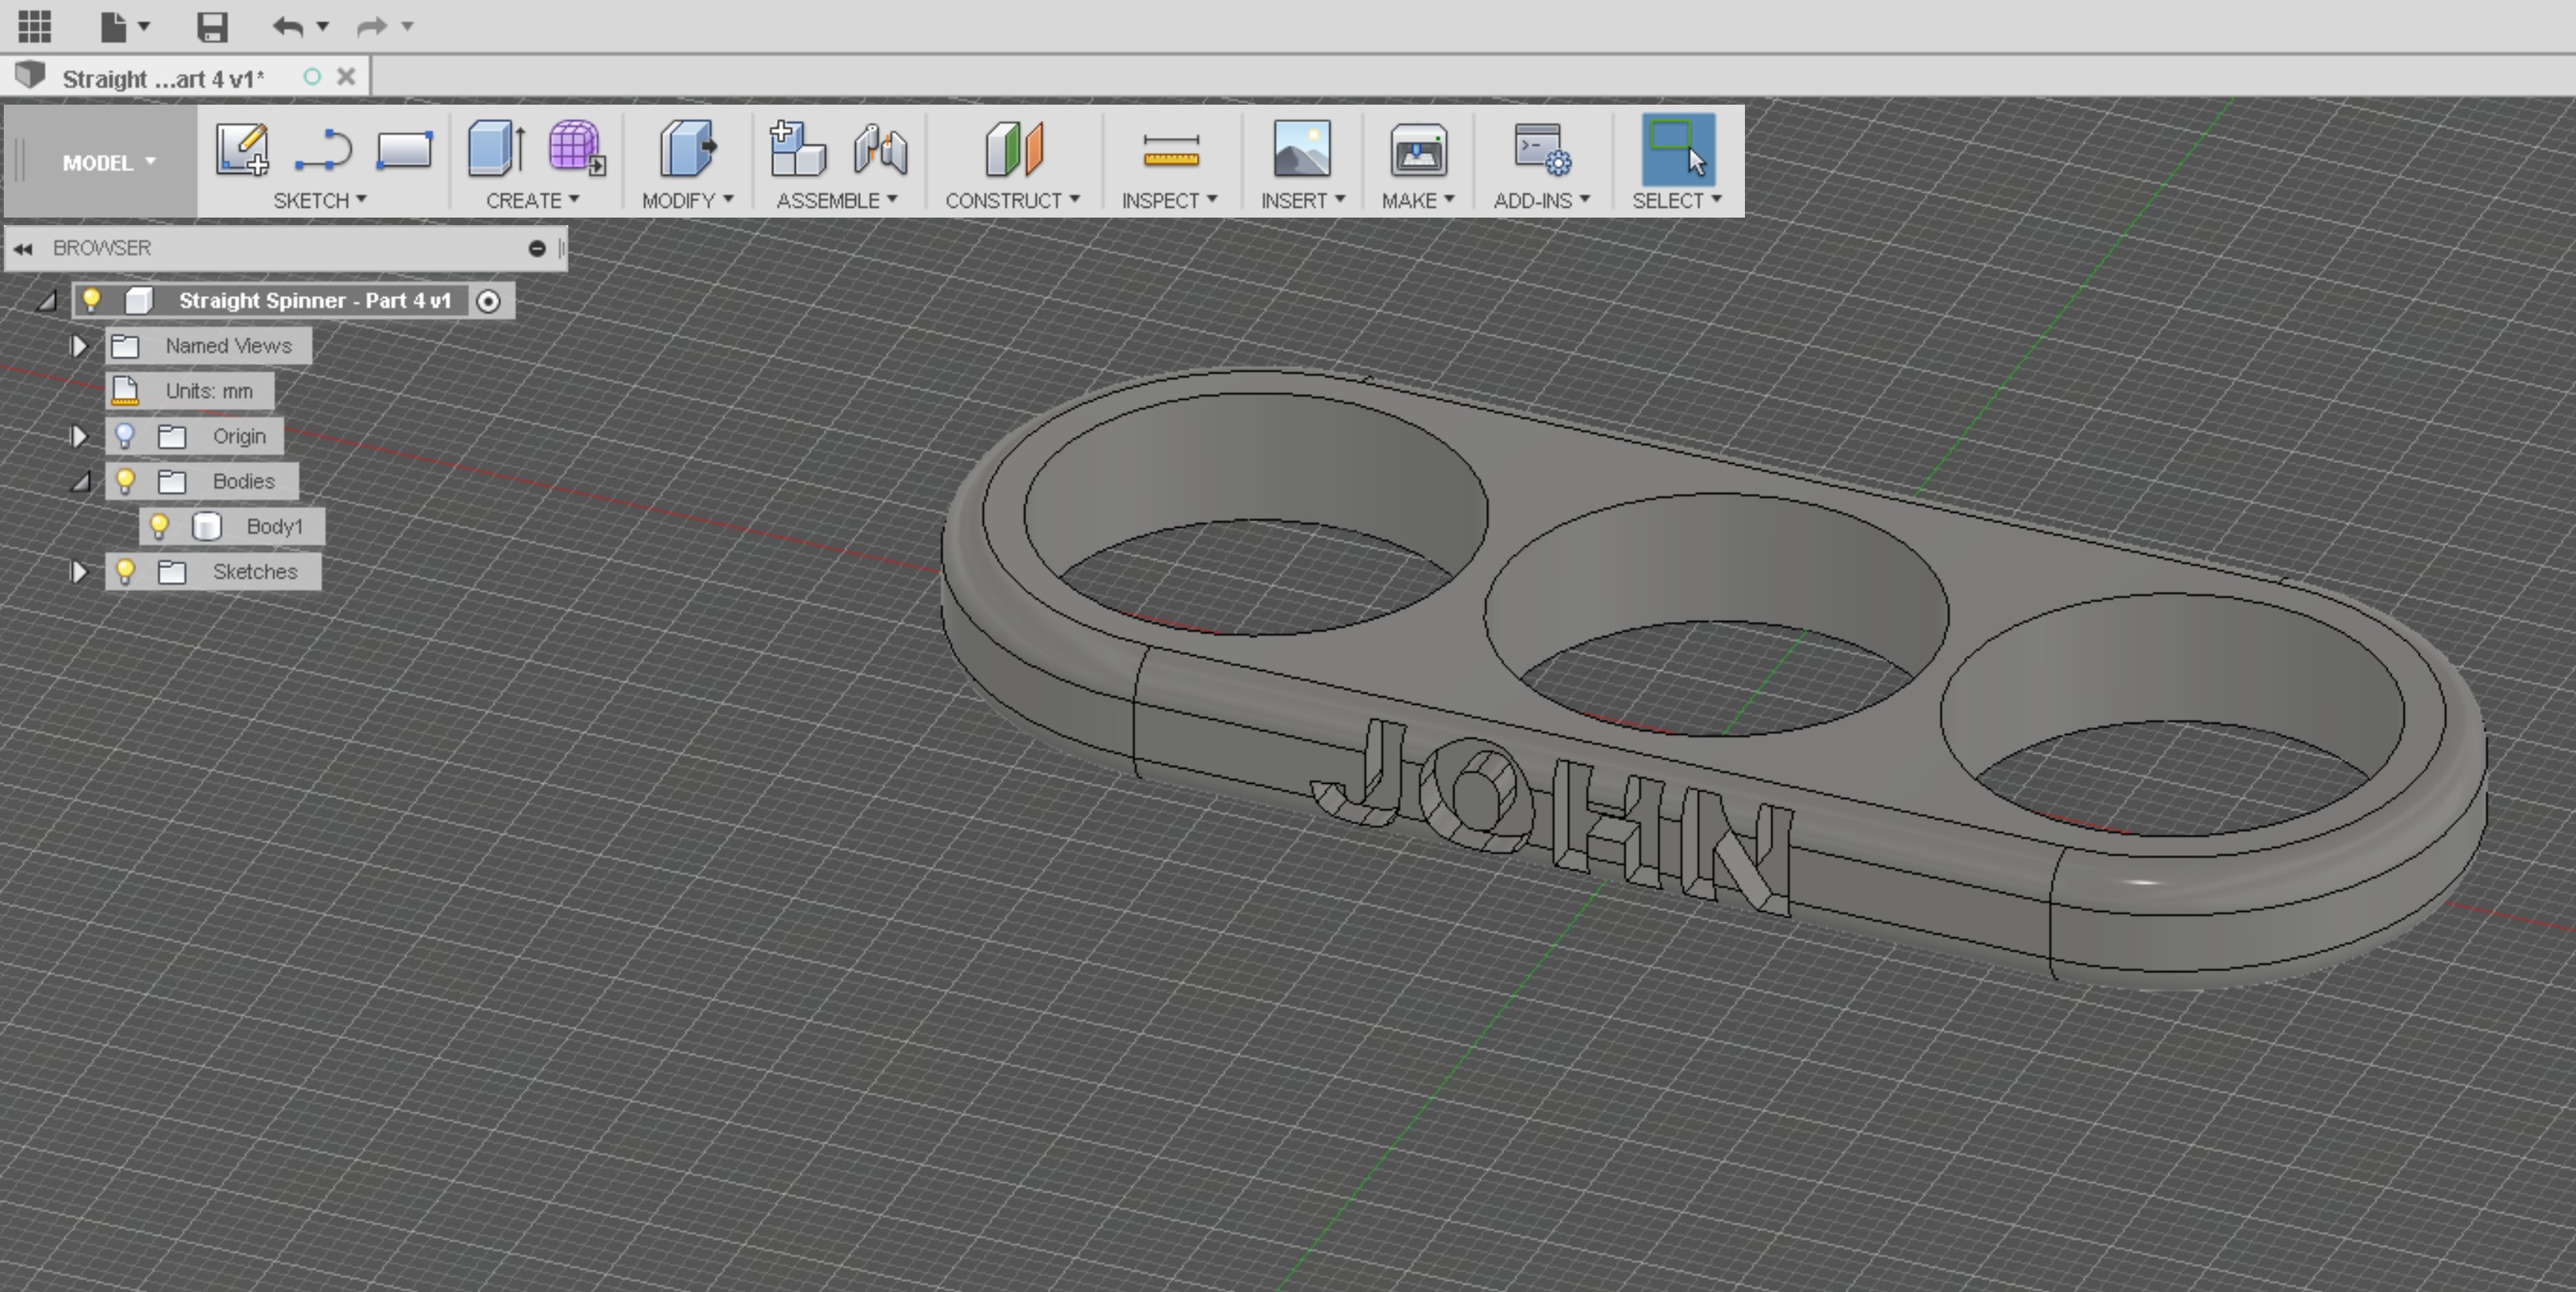 Straight ...art 4 v1*
MODEL
SKETCH
CREATE
MODIFY
ASSEMBLE
CONSTRUCT
INSPECT
INSERT
MAKE
ADD-INS
SELECT
BROWSER
Straight Spinner - Part 4 v1
Named Views
Units: mm
Origin
Bodies
Body1
Sketches
JOHN